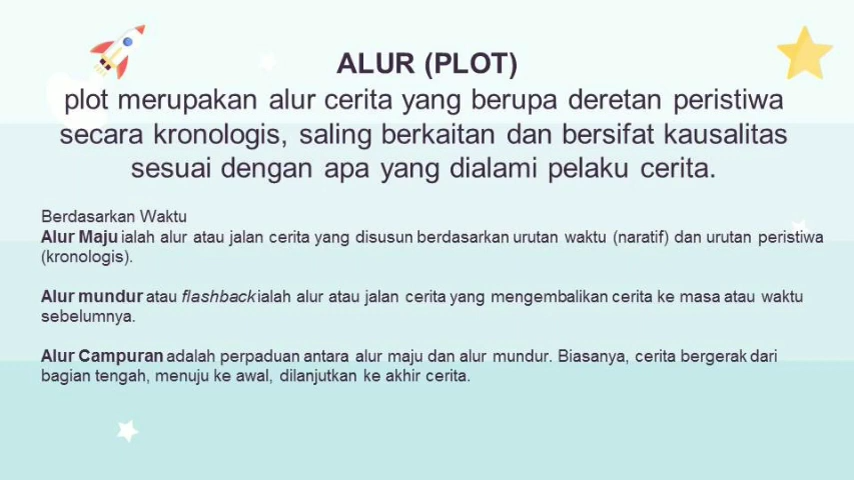 ALUR (PLOT)
plot merupakan alur cerita yang berupa deretan peristiwa
secara kronologis, saling berkaitan dan bersifat kausalitas
sesuai dengan apa yang dialami pelaku cerita.
Berdasarkan Waktu
Alur Maju ialah alur atau jalan cerita yang disusun berdasarkan urutan waktu (naratif) dan urutan peristiwa
(kronologis).
Alur mundur atau flashback ialah alur atau jalan cerita yang mengembalikan cerita ke masa atau waktu
sebelumnya.
Alur Campuran adalah perpaduan antara alur maju dan alur mundur. Biasanya, cerita bergerak dari
bagian tengah, menuju ke awal, dilanjutkan ke akhir cerita.